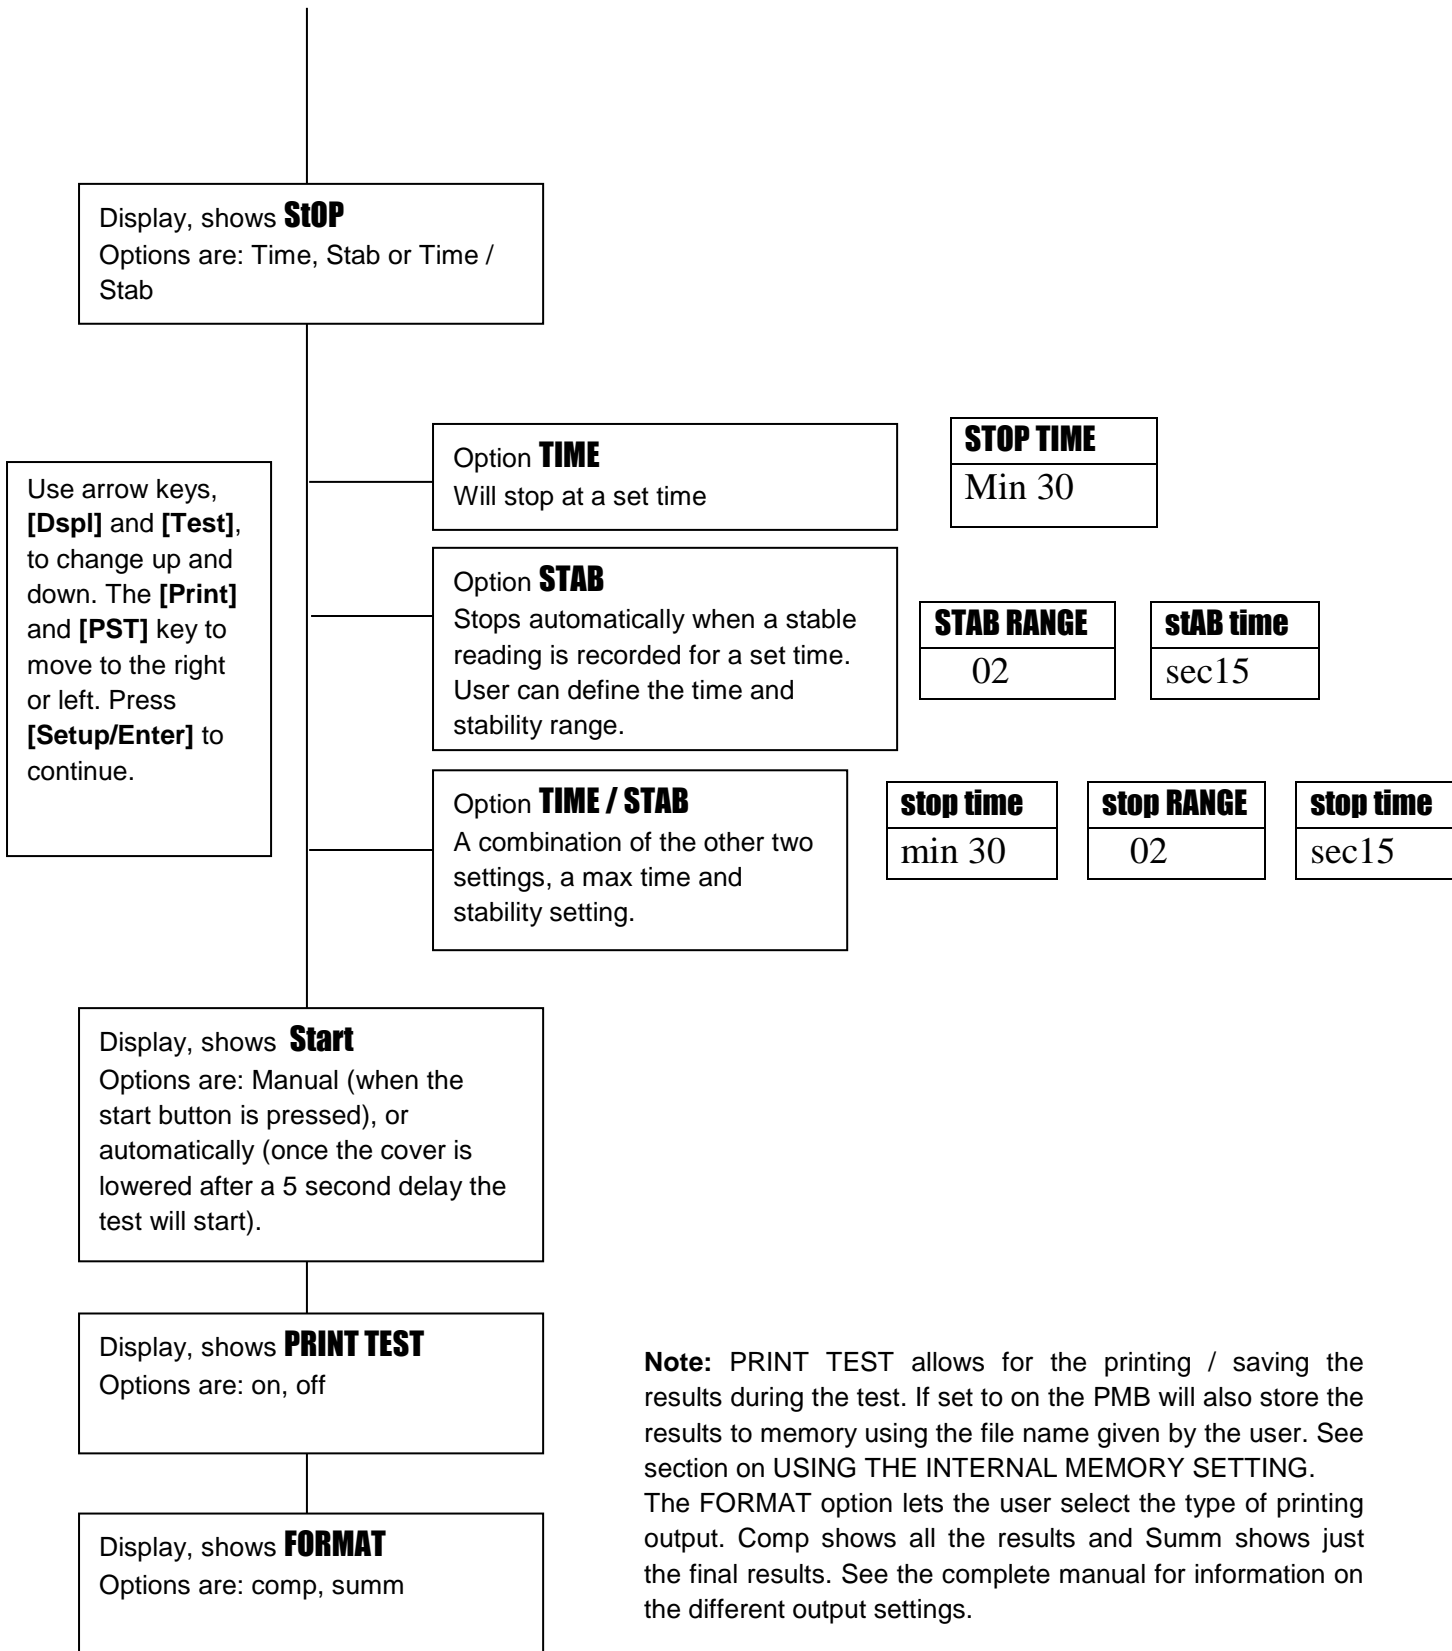 Display, shows StOP
Options are: Time, Stab or Time /
Stab
Use arrow keys,
[Dspl] and [Test],
to change up and
down. The [Print]
and [PST] key to
move to the right
or left. Press
[Setup/Enter] to
continue.
Option TIME
Will stop at a set time
STOP TIME
Min 30
Option STAB
Stops automatically when a stable
reading is recorded for a set time.
User can define the time and
stability range.
STAB RANGE
02
stAB time
sec15
Option TIME / STAB
A combination of the other two
settings, a max time and
stability setting.
stop time
min 30
stop RANGE
02
stop time
sec15
Display, shows Start
Options are: Manual (when the
start button is pressed), or
automatically (once the cover is
lowered after a 5 second delay the
test will start).
Display, shows PRINT TEST
Options are: on, off
Display, shows FORMAT
Options are: comp, summ
Note: PRINT TEST allows for the printing / saving the
results during the test. If set to on the PMB will also store the
results to memory using the file name given by the user. See
section on USING THE INTERNAL MEMORY SETTING.
The FORMAT option lets the user select the type of printing
output. Comp shows all the results and Summ shows just
the final results. See the complete manual for information on
the different output settings.